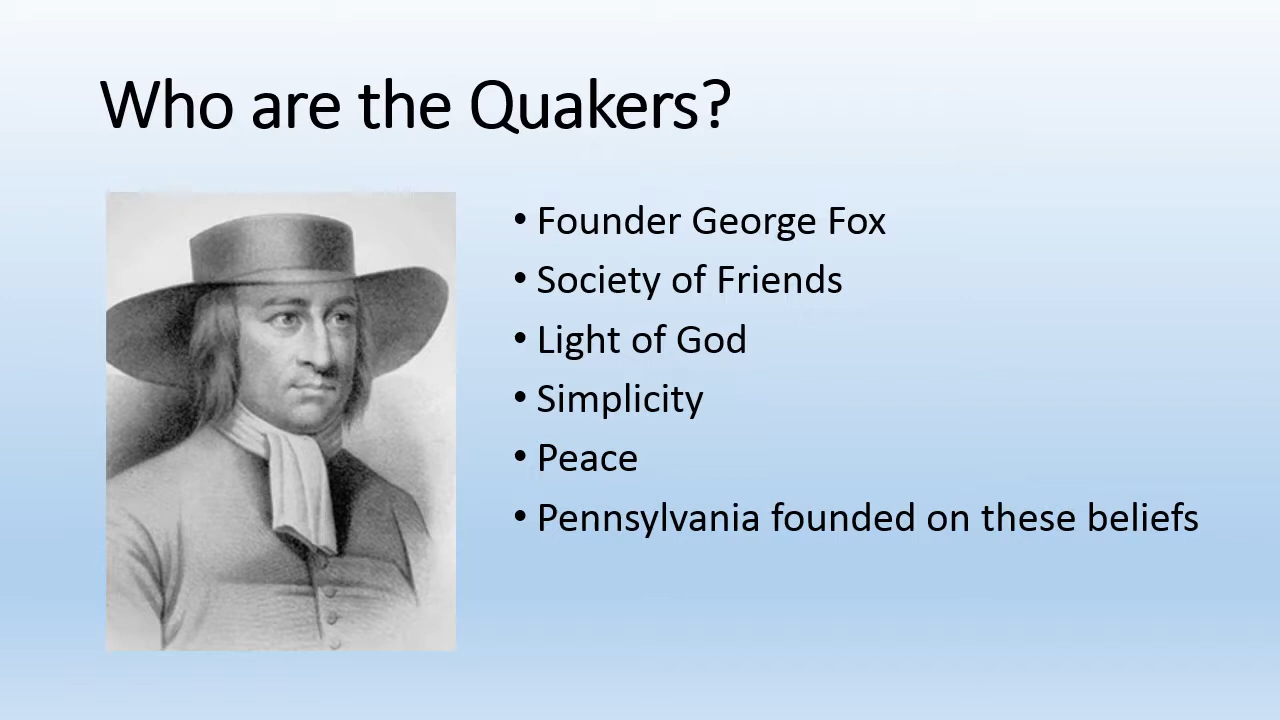 Who are the Quakers?
• Founder George Fox
• Society of Friends
• Light of God
• Simplicity
• Peace
• Pennsylvania founded on these beliefs